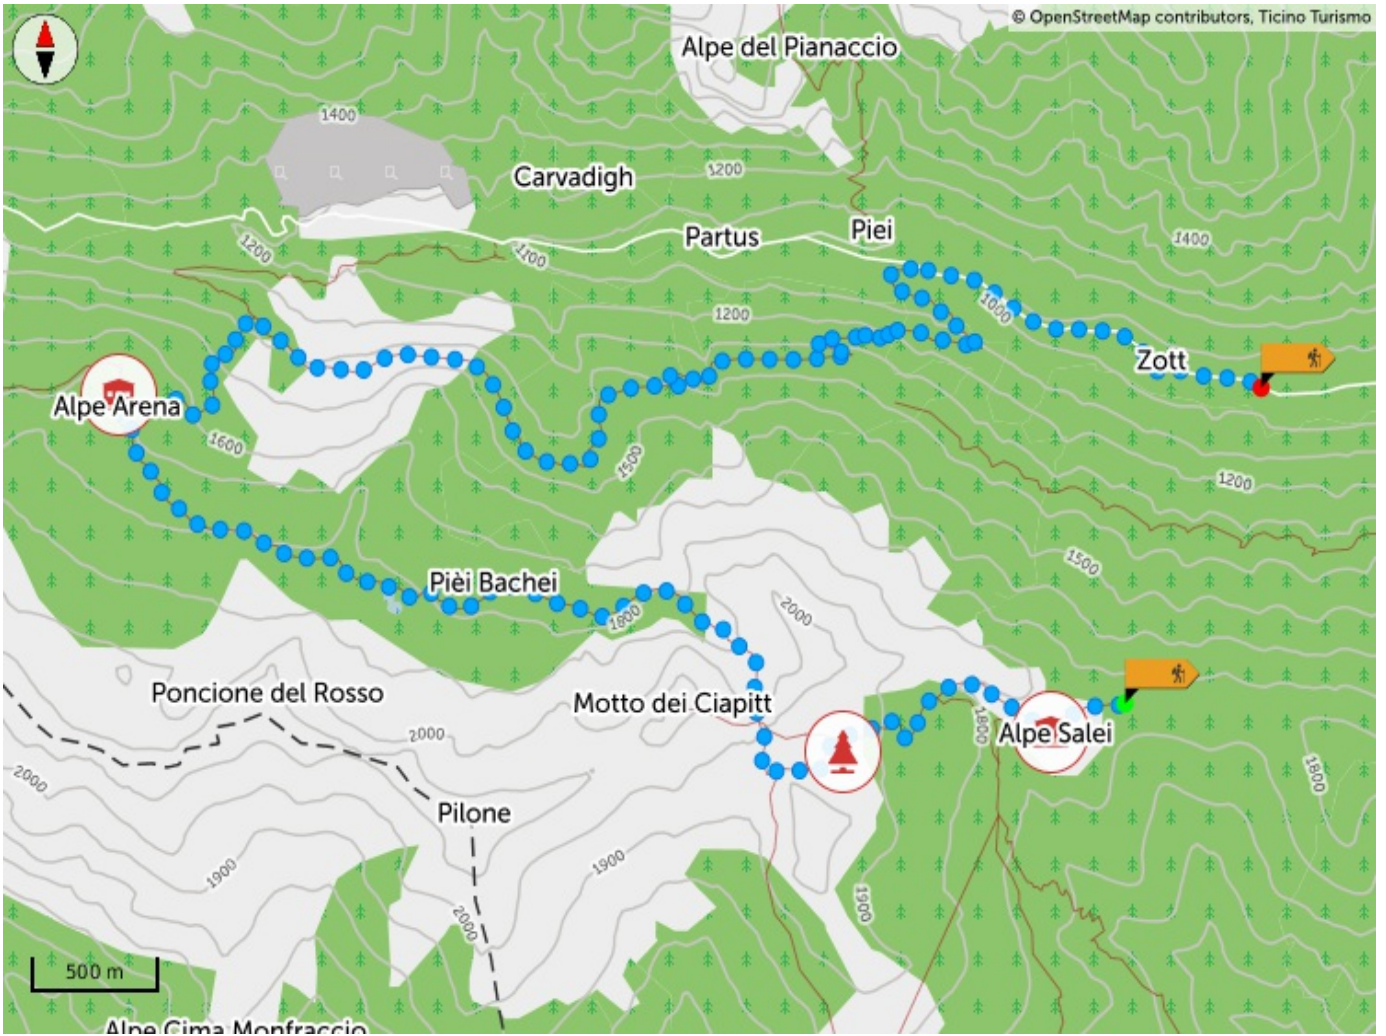 © OpenStreetMap contributors, Ticino Turismo
Alpe del Pianaccio
1400
1200
Carvadigh
Piei
Partus
1400
1200
1100
1000
1200
Zott
Alpe Arena
1600
1500
1200
1500
Pièi Bachei
2000
1800
Poncione del Rosso
Motto dei Ciapitt
1800
Alpe Salei
2000
2000
1800
Pilone
1900
1900
1900
2000
500 m
Alpe Cima Monfraccio